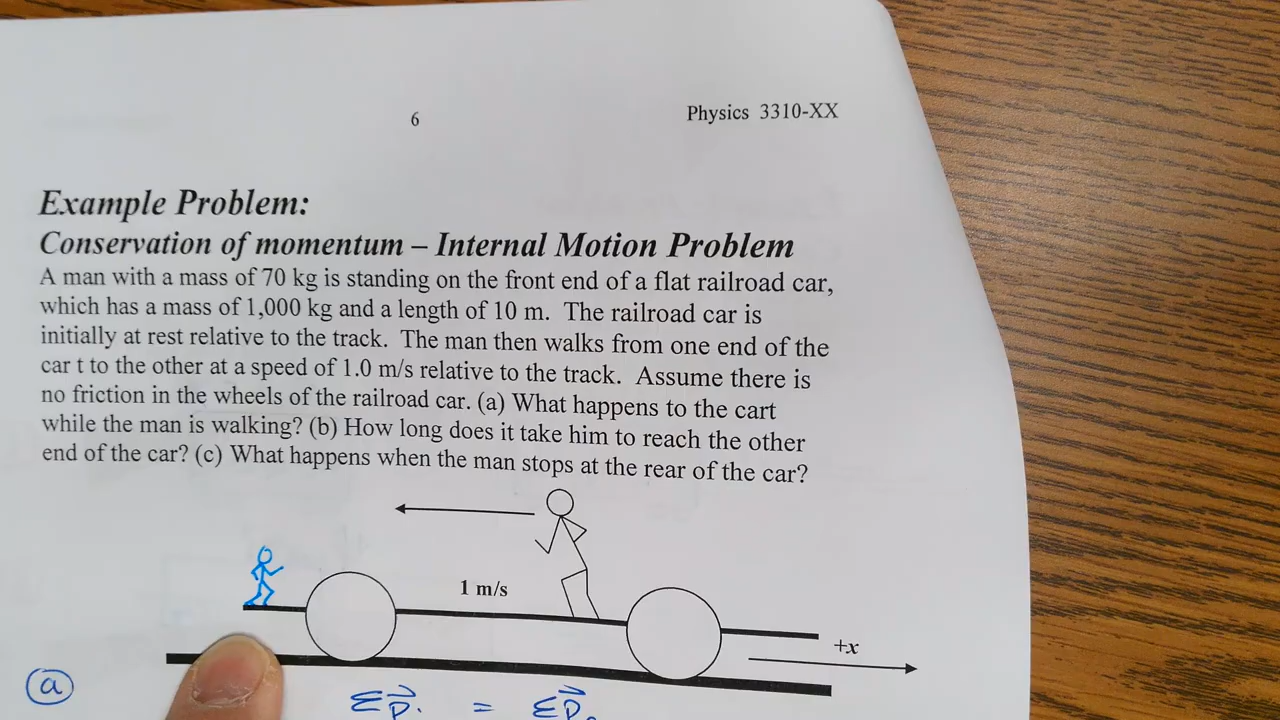 6
Physics 3310-XX
Example Problem:
Conservation of momentum – Internal Motion Problem
A man with a mass of 70 kg is standing on the front end of a flat railroad car,
which has a mass of 1,000 kg and a length of 10 m. The railroad car is
initially at rest relative to the track. The man then walks from one end of the
car t to the other at a speed of 1.0 m/s relative to the track. Assume there is
no friction in the wheels of the railroad car. (a) What happens to the cart
while the man is walking? (b) How long does it take him to reach the other
end of the car? (c) What happens when the man stops at the rear of the car?
1 m/s
+x
a